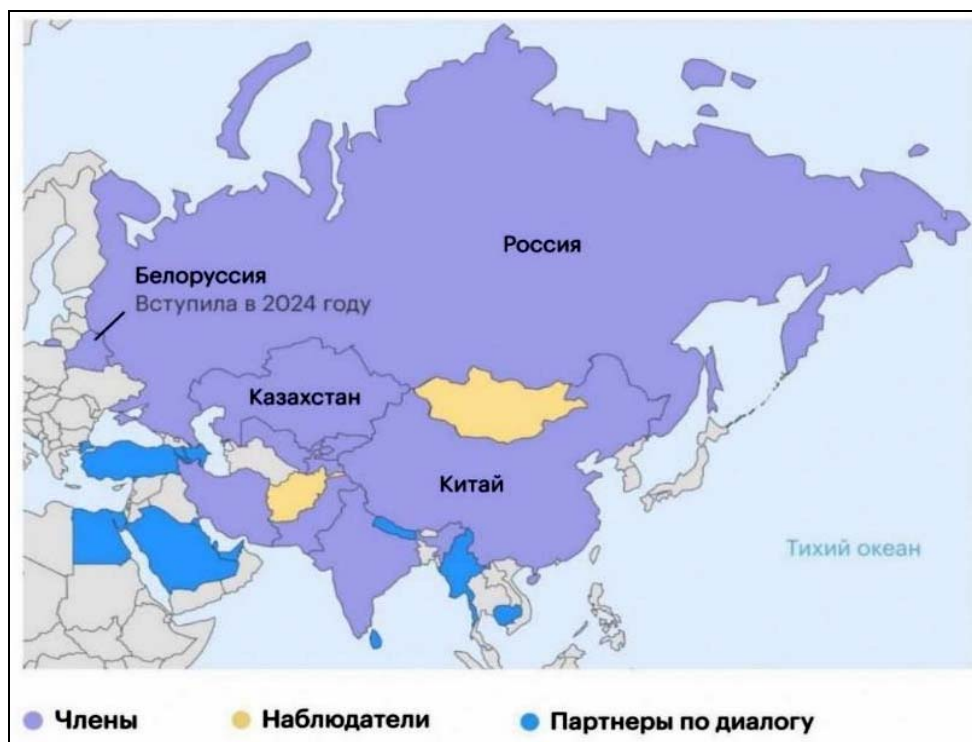 Россия
Белоруссия
Вступила в 2024 году
Казахстан
Китай
Тихий океан
Члены
Наблюдатели
Партнеры по диалогу